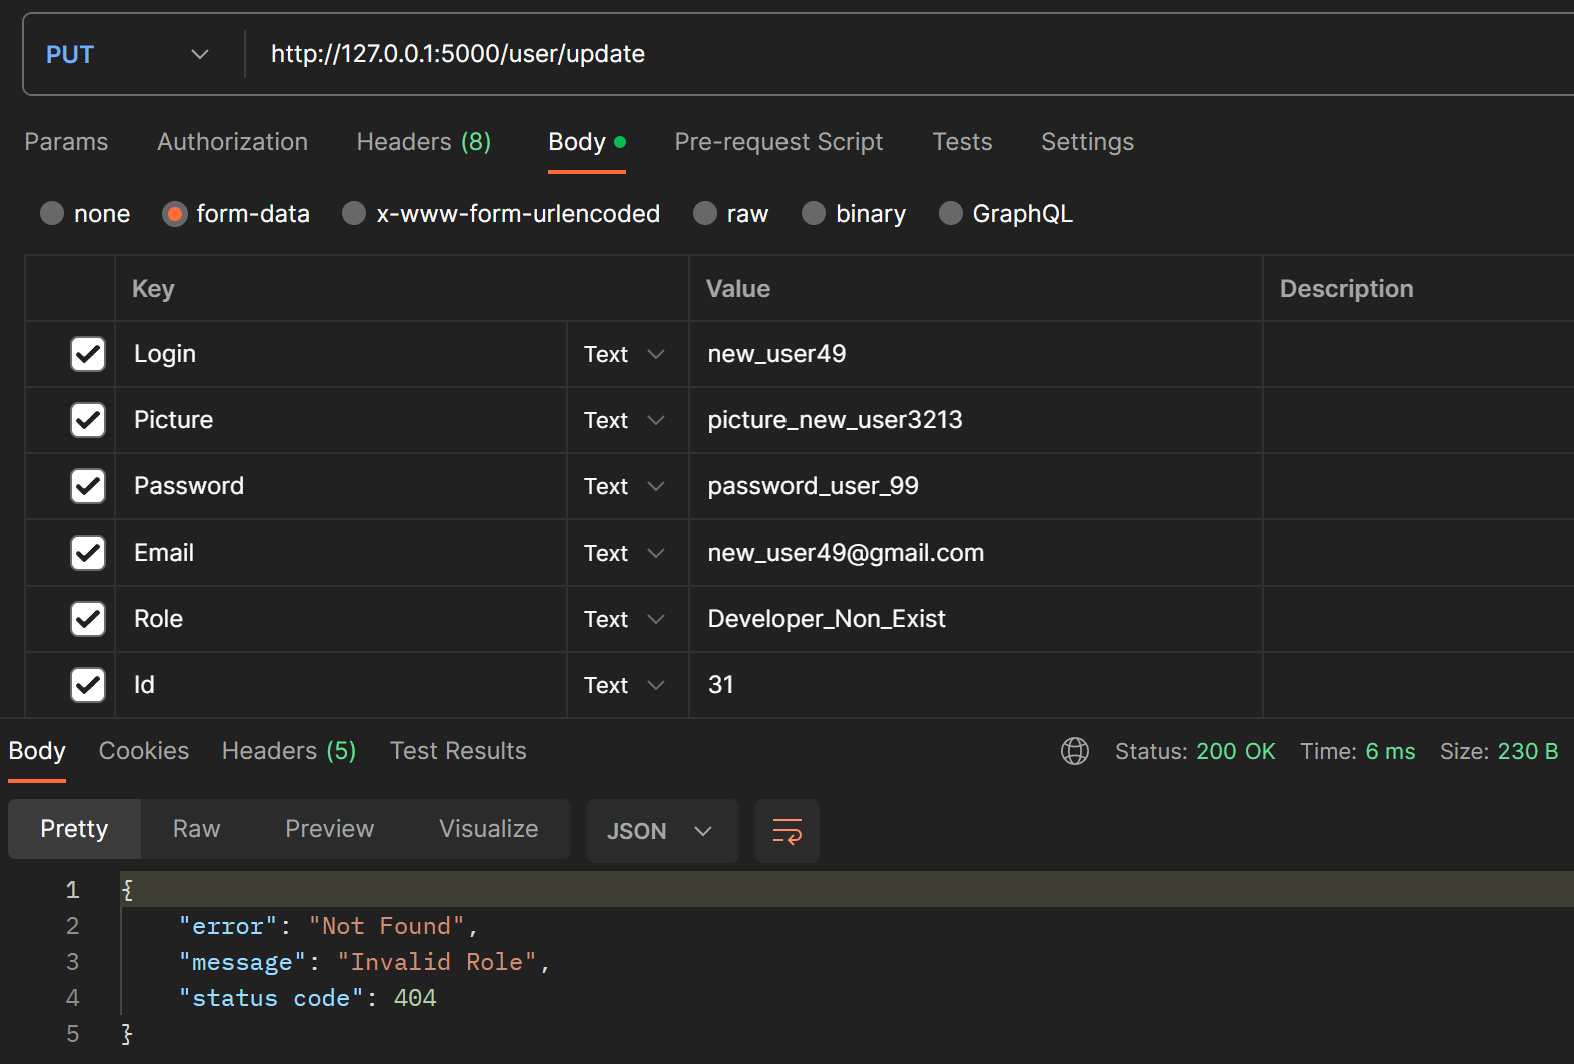 PUT http://127.0.0.1:5000/user/update
Params Authorization Headers (8) Body Pre-request Script Tests Settings
none form-data x-www-form-urlencoded raw binary GraphQL
Key Value Description
Login Text new_user49
Picture Text picture_new_user3213
Password Text password_user_99
Email Text new_user49@gmail.com
Role Text Developer_Non_Exist
Id Text 31
Body Cookies Headers (5) Test Results Status: 200 OK Time: 6 ms Size: 230 B
Pretty Raw Preview Visualize JSON
1 {
2 "error": "Not Found",
3 "message": "Invalid Role",
4 "status code": 404
5 }